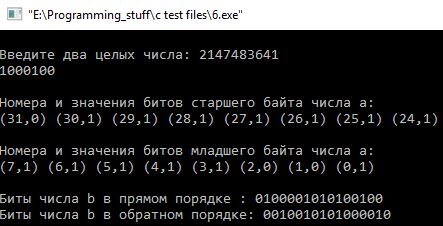 "E:\Programming_stuff\c test files\6.exe"
Введите два целых числа: 2147483641
1000100
Номера и значения битов старшего байта числа a:
(31,0) (30,1) (29,1) (28,1) (27,1) (26,1) (25,1) (24,1)
Номера и значения битов младшего байта числа a:
(7,1) (6,1) (5,1) (4,1) (3,1) (2,0) (1,0) (0,1)
Биты числа b в прямом порядке : 0100001010100100
Биты числа b в обратном порядке: 0010010101000010